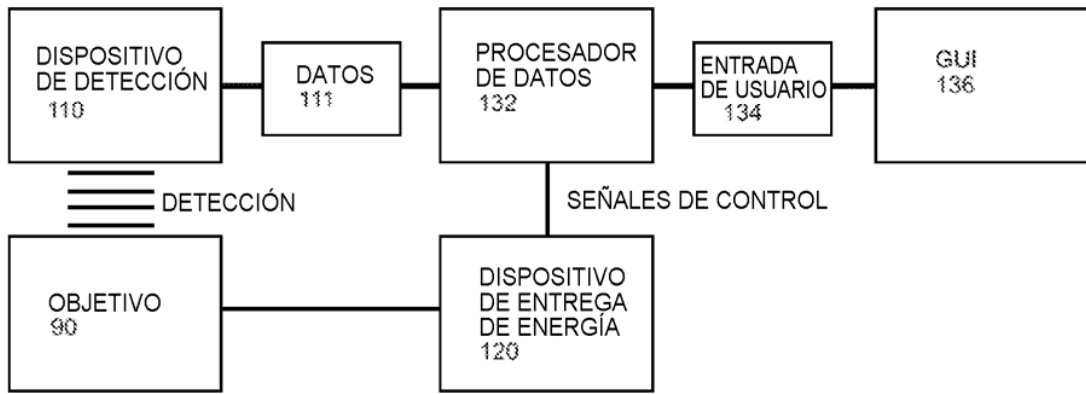 DISPOSITIVO
DE DETECCIÓN
110
DATOS
111
PROCESADOR
DE DATOS
132
ENTRADA
DE USUARIO
134
GUI
136
DETECCIÓN
SEÑALES DE CONTROL
OBJETIVO
90
DISPOSITIVO
DE ENTREGA
DE ENERGÍA
120